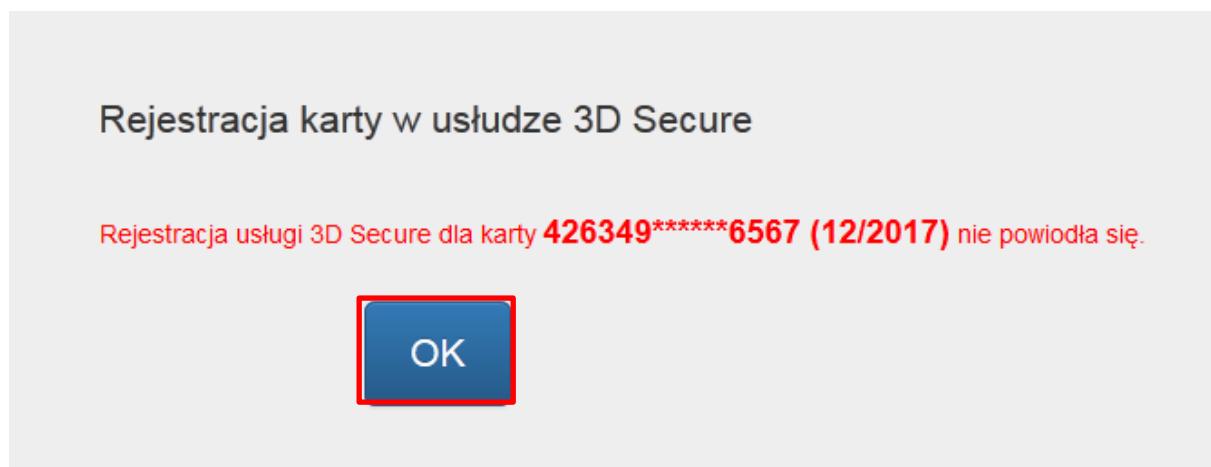 Rejestracja karty w usłudze 3D Secure
Rejestracja usługi 3D Secure dla karty 426349******6567 (12/2017) nie powiodła się.
OK